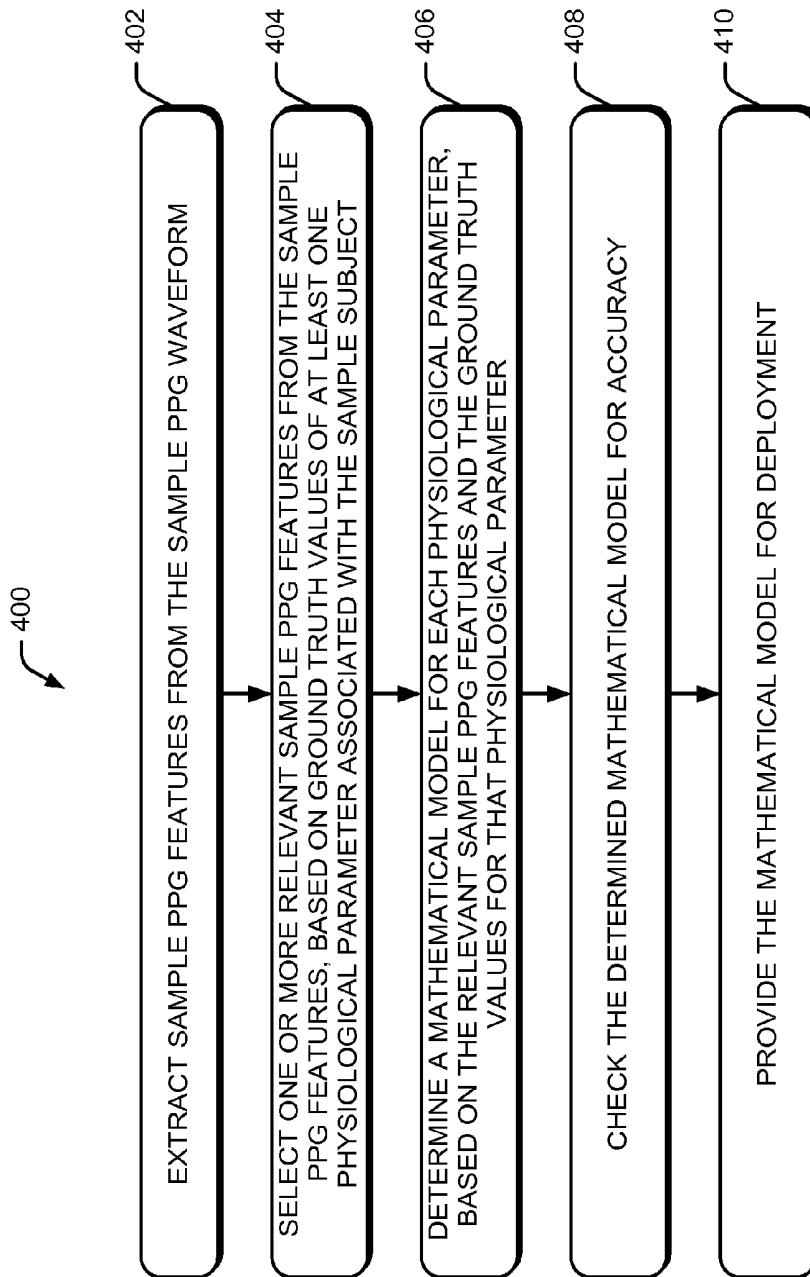 400
EXTRACT SAMPLE PPG FEATURES FROM THE SAMPLE PPG WAVEFORM
402
SELECT ONE OR MORE RELEVANT SAMPLE PPG FEATURES FROM THE SAMPLE
PPG FEATURES, BASED ON GROUND TRUTH VALUES OF AT LEAST ONE
PHYSIOLOGICAL PARAMETER ASSOCIATED WITH THE SAMPLE SUBJECT
404
DETERMINE A MATHEMATICAL MODEL FOR EACH PHYSIOLOGICAL PARAMETER,
BASED ON THE RELEVANT SAMPLE PPG FEATURES AND THE GROUND TRUTH
VALUES FOR THAT PHYSIOLOGICAL PARAMETER
406
CHECK THE DETERMINED MATHEMATICAL MODEL FOR ACCURACY
408
PROVIDE THE MATHEMATICAL MODEL FOR DEPLOYMENT
410